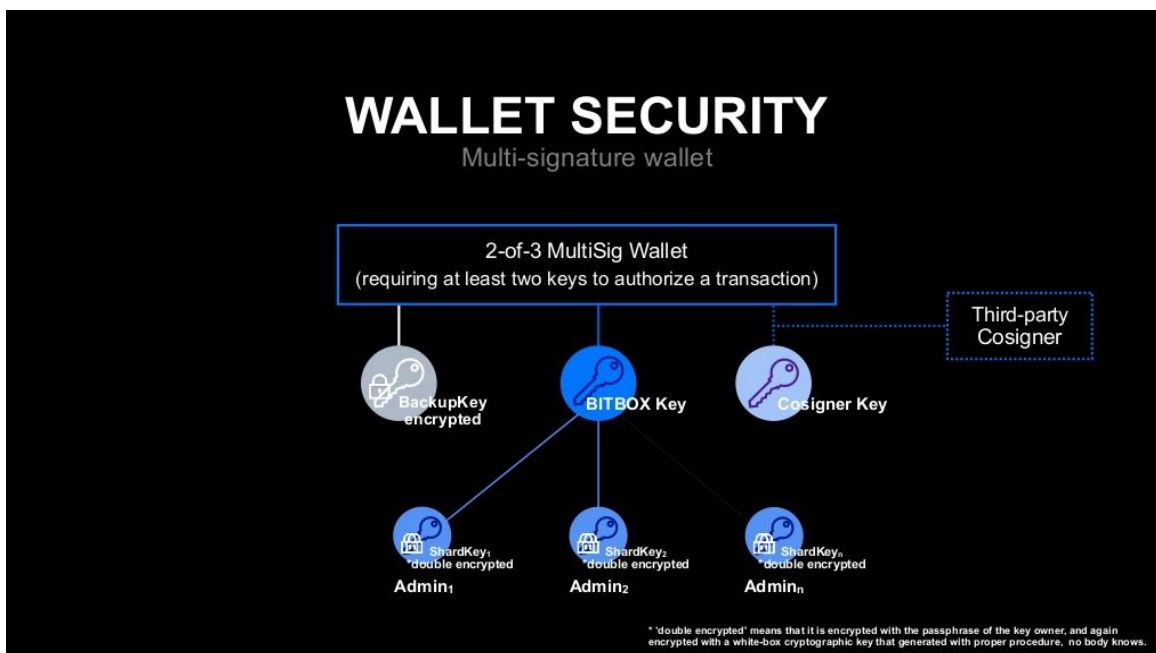 WALLET SECURITY
Multi-signature wallet
2-of-3 MultiSig Wallet
(requiring at least two keys to authorize a transaction)
Third-party
Cosigner
BackupKey
encrypted
BITBOX Key
Cosigner Key
ShardKey₁
*double encrypted
Admin₁
ShardKey₂
*double encrypted
Admin₂
ShardKeyₙ
*double encrypted
Adminₙ
* 'double encrypted' means that it is encrypted with the passphrase of the key owner, and again
encrypted with a white-box cryptographic key that generated with proper procedure, no body knows.